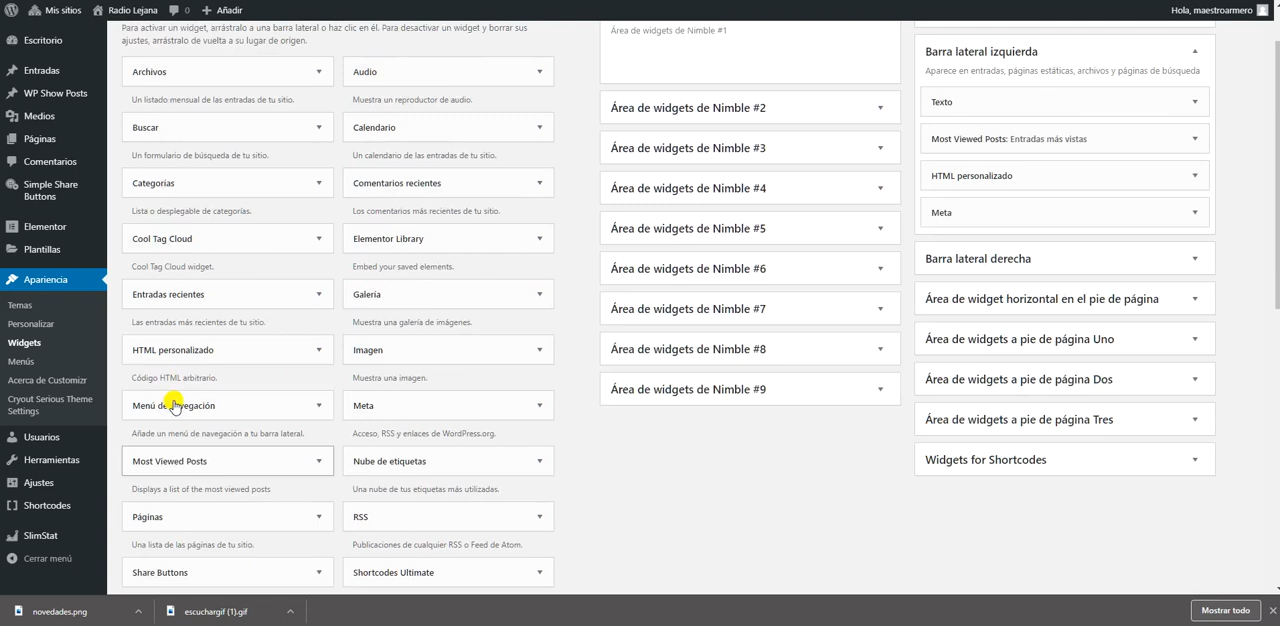 Mis sitios
Radio Lejana
0
Añadir
Hola, maestroarmero
Escritorio
Entradas
WP Show Posts
Medios
Páginas
Comentarios
Simple Share
Buttons
Elementor
Plantillas
Apariencia
Temas
Personalizar
Widgets
Menús
Acerca de Customizr
Cryout Serious Theme
Settings
Usuarios
Herramientas
Ajustes
Shortcodes
SlimStat
Cerrar menú
Para activar un widget, arrástralo a una barra lateral o haz clic en él. Para desactivar un widget y borrar sus
ajustes, arrástralo de vuelta a su lugar de origen.
Archivos
Audio
Un listado mensual de las entradas de tu sitio.
Muestra un reproductor de audio.
Buscar
Calendario
Un formulario de búsqueda de tu sitio.
Un calendario de las entradas de tu sitio.
Categorías
Comentarios recientes
Lista o desplegable de categorías.
Los comentarios más recientes de tu sitio.
Cool Tag Cloud
Elementor Library
Cool Tag Cloud widget.
Embed your saved elements.
Entradas recientes
Galería
Las entradas más recientes de tu sitio.
Muestra una galería de imágenes.
HTML personalizado
Imagen
Código HTML arbitrario.
Muestra una imagen.
Menú de navegación
Meta
Añade un menú de navegación a tu barra lateral.
Acceso, RSS y enlaces de WordPress.org.
Most Viewed Posts
Nube de etiquetas
Displays a list of the most viewed posts
Una nube de tus etiquetas más utilizadas.
Páginas
RSS
Una lista de las páginas de tu sitio.
Publicaciones de cualquier RSS o Feed de Atom.
Share Buttons
Shortcodes Ultimate
Área de widgets de Nimble #1
Área de widgets de Nimble #2
Área de widgets de Nimble #3
Área de widgets de Nimble #4
Área de widgets de Nimble #5
Área de widgets de Nimble #6
Área de widgets de Nimble #7
Área de widgets de Nimble #8
Área de widgets de Nimble #9
Barra lateral izquierda
Aparece en entradas, páginas estáticas, archivos y páginas de búsqueda
Texto
Most Viewed Posts: Entradas más vistas
HTML personalizado
Meta
Barra lateral derecha
Área de widget horizontal en el pie de página
Área de widgets a pie de página Uno
Área de widgets a pie de página Dos
Área de widgets a pie de página Tres
Widgets for Shortcodes
novedades.png
escuchargif (1).gif
Mostrar todo